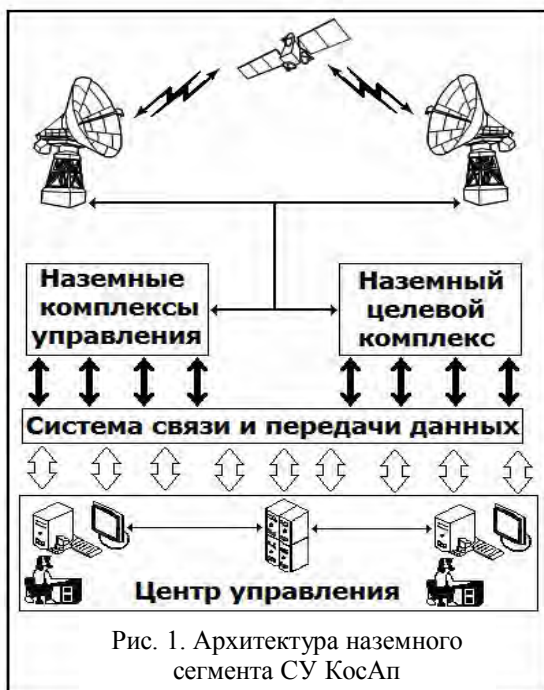 Наземные
комплексы
управления
Наземный
целевой
комплекс
Система связи и передачи данных
Центр управления
Рис. 1. Архитектура наземного
сегмента СУ КосАп